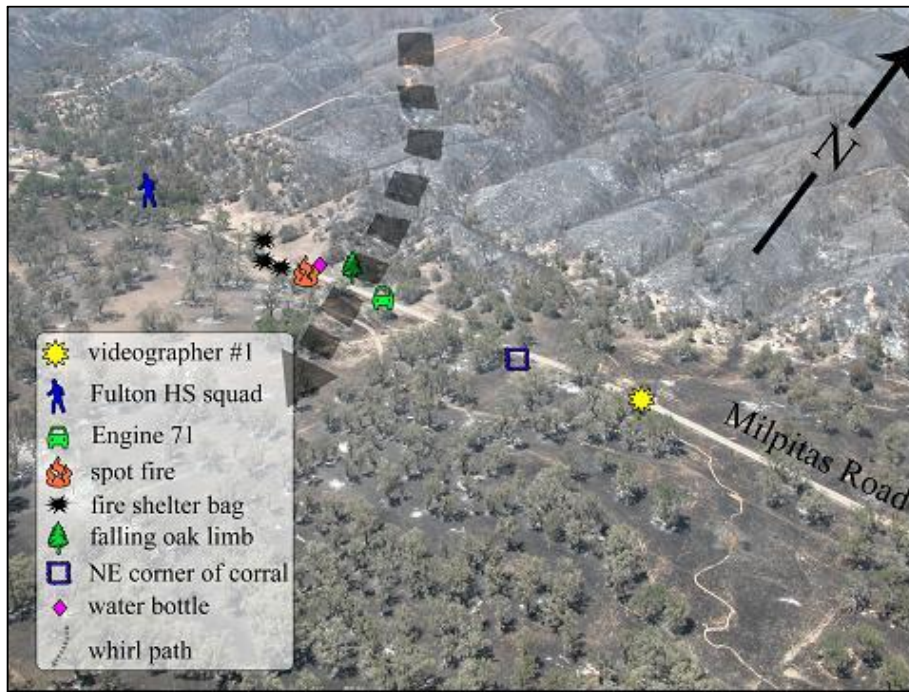 N
videographer #1
Fulton HS squad
Engine 71
spot fire
fire shelter bag
falling oak limb
NE corner of corral
water bottle
whirl path
Milpitas Road